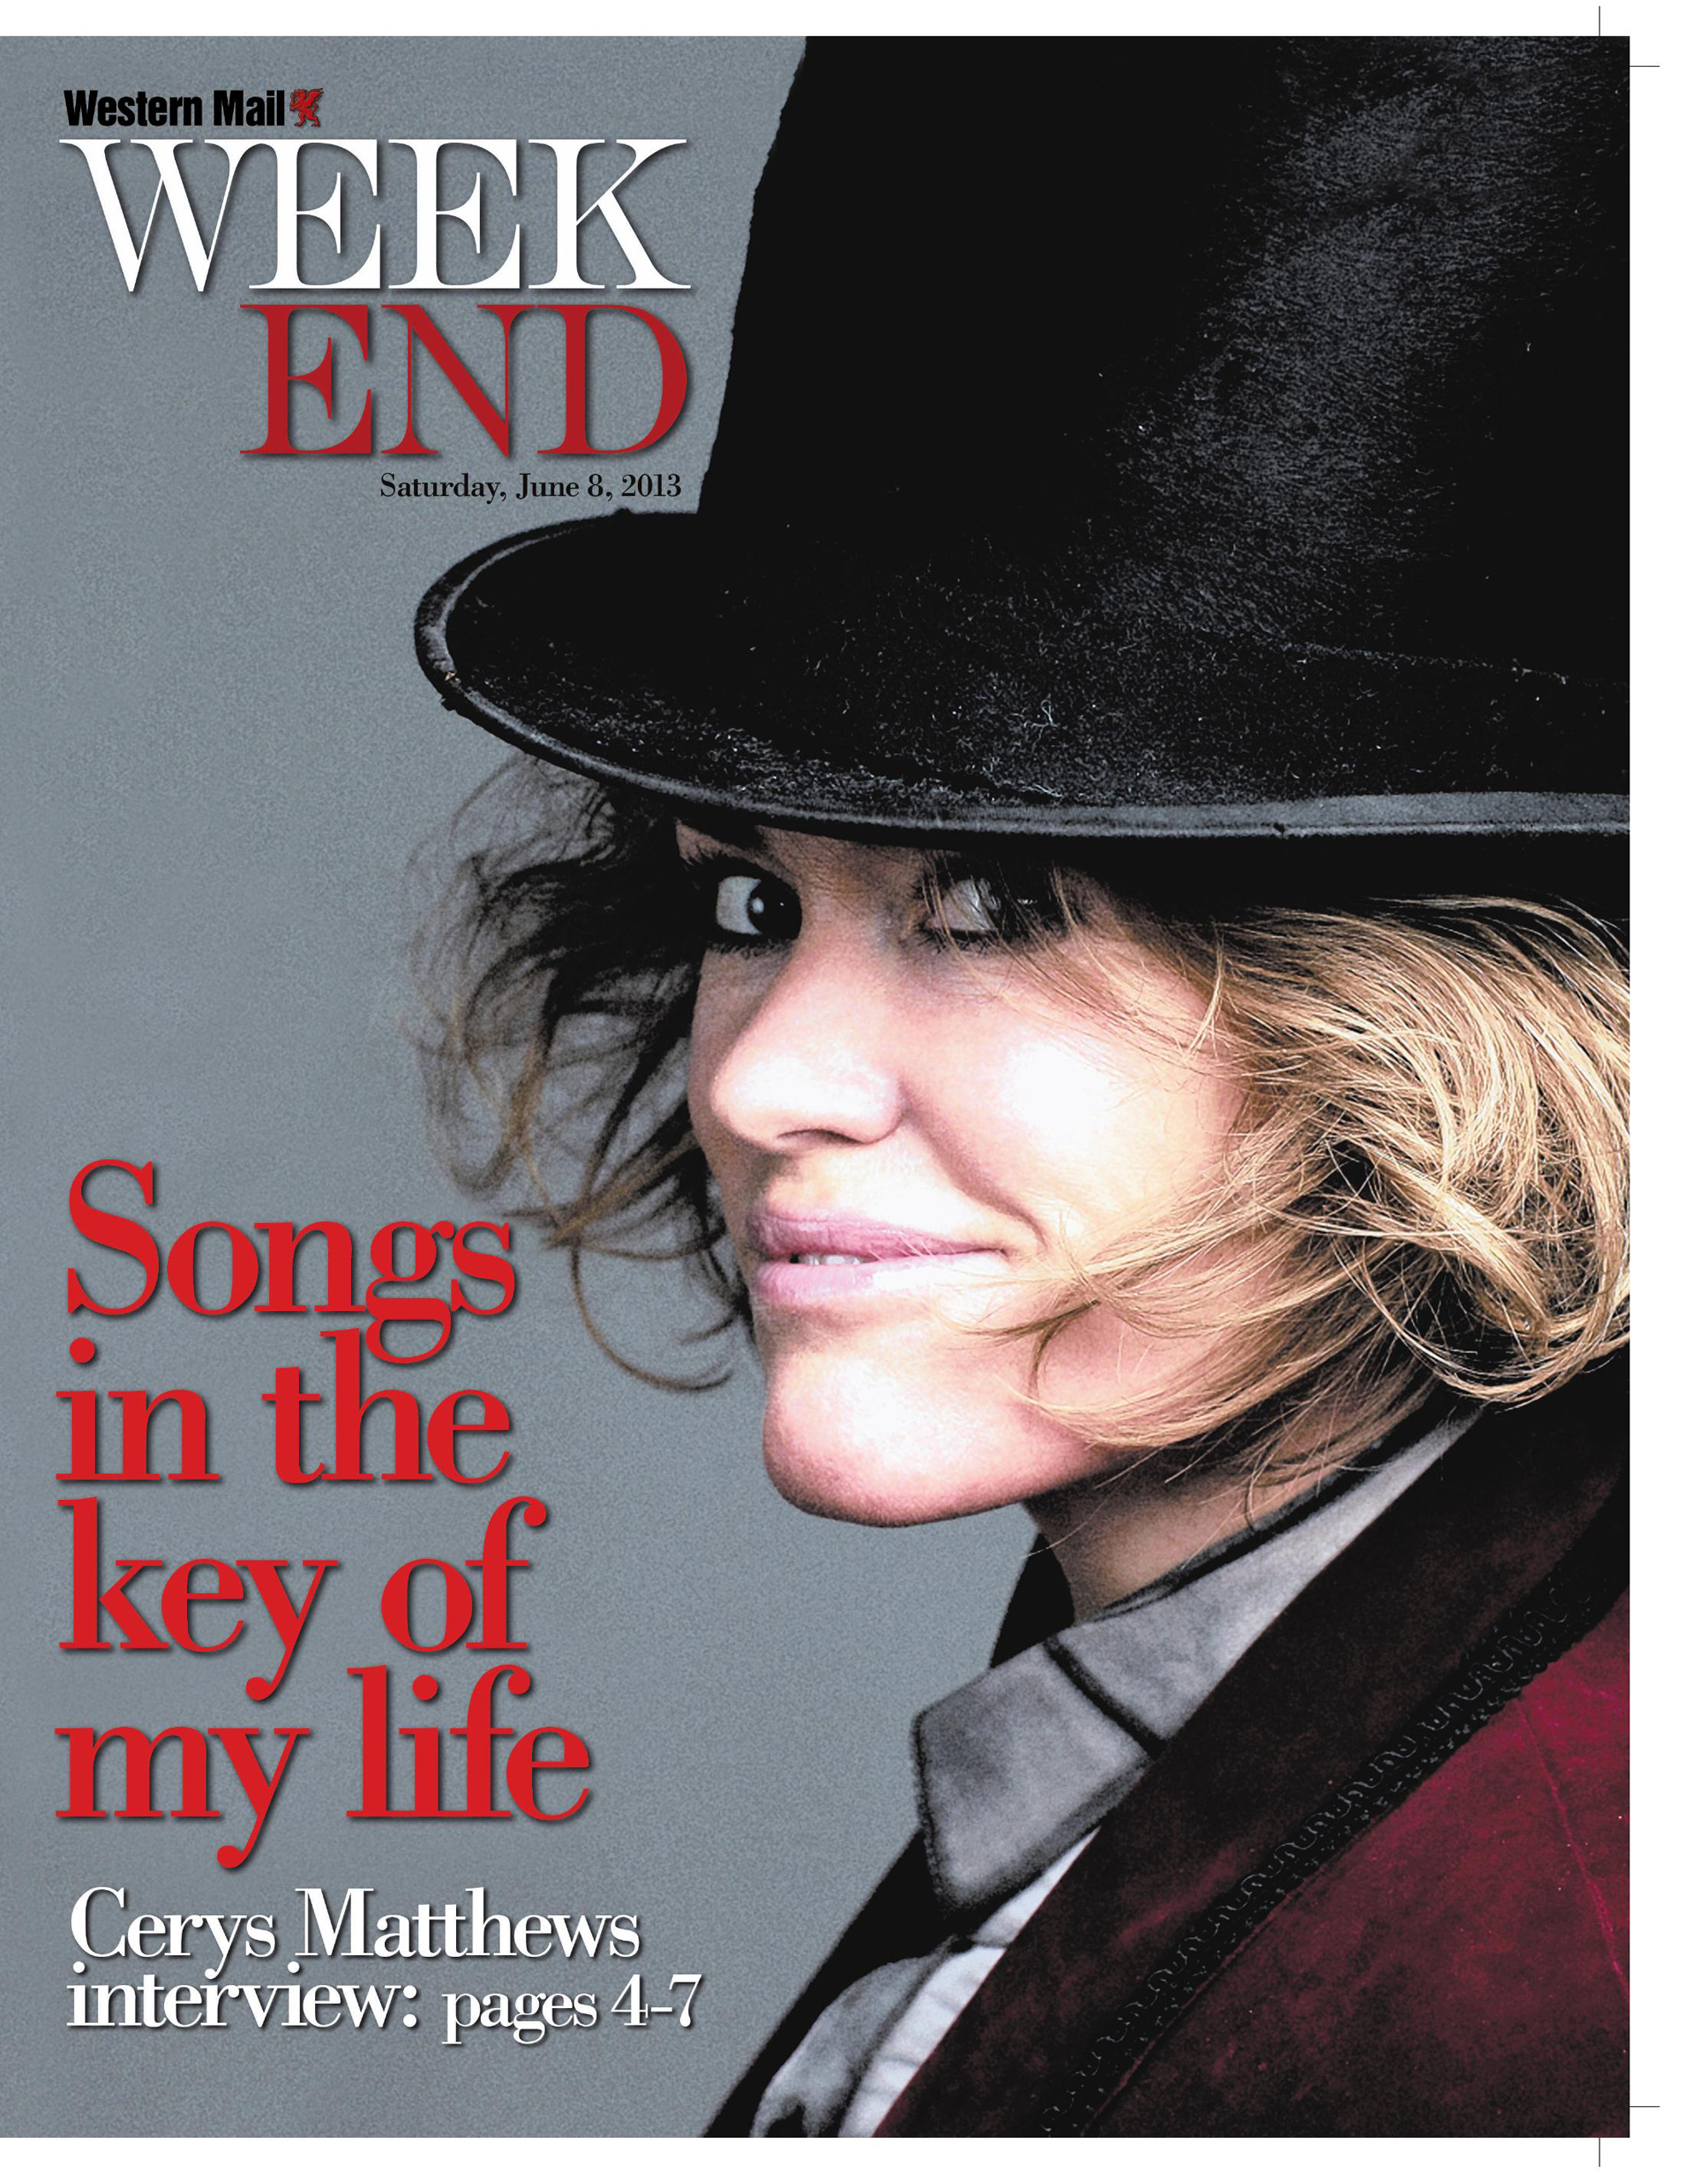 Western Mail
WEEK
END
Saturday, June 8, 2013
Songs
in the
key of
my life
Cerys Matthews
interview: pages 4-7